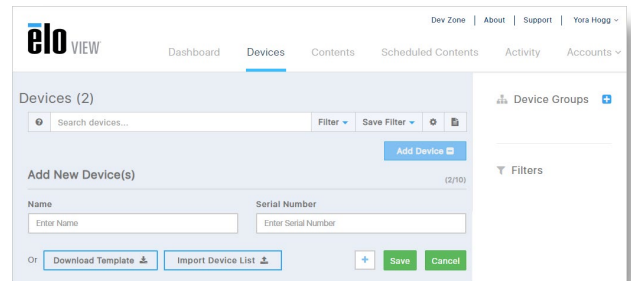 Dev Zone | About | Support | Yora Hogg
elo VIEW
Dashboard Devices Contents Scheduled Contents Activity Accounts
Devices (2)
Search devices... Filter Save Filter
Device Groups
Add Device
Filters
Add New Device(s) (2/10)
Name Serial Number
Enter Name Enter Serial Number
Or Download Template Import Device List + Save Cancel